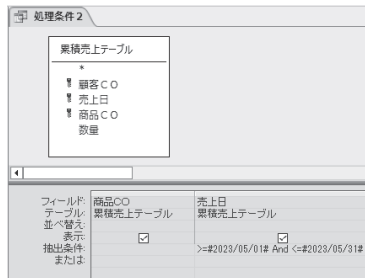 処理条件2
累積売上テーブル
*
顧客CO
売上日
商品CO
数量
フィールド: 商品CO 売上日
テーブル: 累積売上テーブル 累積売上テーブル
並べ替え:
表示:
抽出条件: >=#2023/05/01# And <=#2023/05/31#
または: